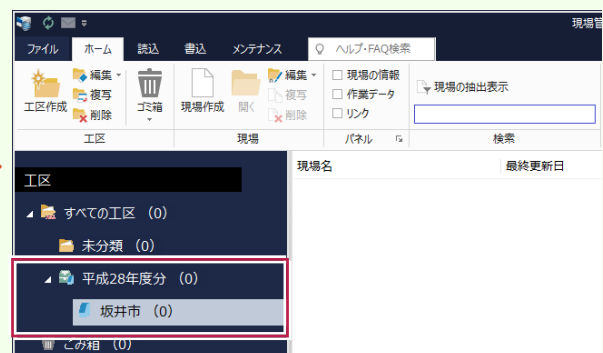 現場管
ファイル ホーム 読込 書込 メンテナンス ヘルプ・FAQ検索
工区作成 編集 複写 削除 ゴミ箱 現場作成 開く 編集 複写 削除 現場の情報 作業データ リンク 現場の抽出表示
工区 現場 パネル 検索
工区
現場名 最終更新日
すべての工区 (0)
未分類 (0)
平成28年度分 (0)
坂井市 (0)
ごみ箱 (0)